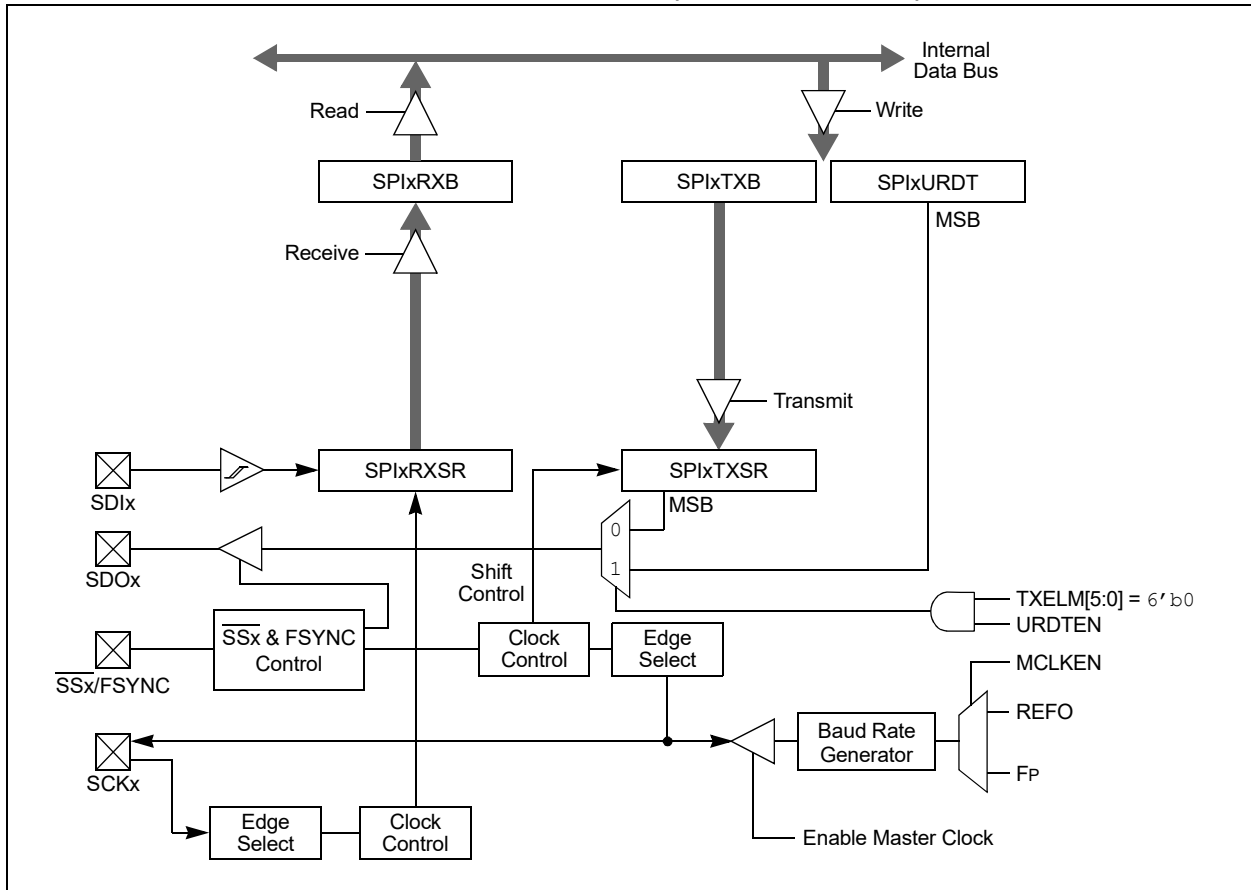 Internal
Data Bus
Read
Write
SPIxRXB
SPIxTXB
SPIxURDT
MSB
Receive
Transmit
SDIx
SPIxRXSR
SPIxTXSR
MSB
0
SDOx
1
Shift
Control
TXELM[5:0] = 6'b0
URDTEN
SSx/FSYNC
SSx & FSYNC
Control
Clock
Control
Edge
Select
MCLKEN
REFO
Baud Rate
Generator
FP
SCKx
Edge
Select
Clock
Control
Enable Master Clock